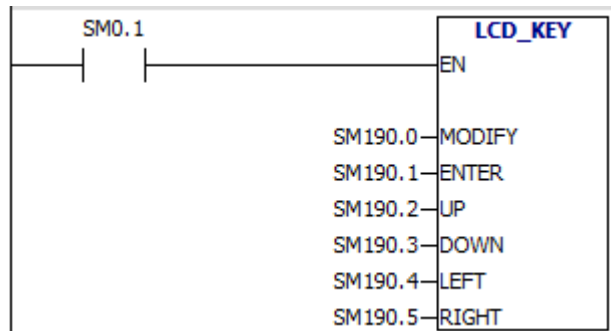 SM0.1
LCD_KEY
EN
SM190.0 MODIFY
SM190.1 ENTER
SM190.2 UP
SM190.3 DOWN
SM190.4 LEFT
SM190.5 RIGHT